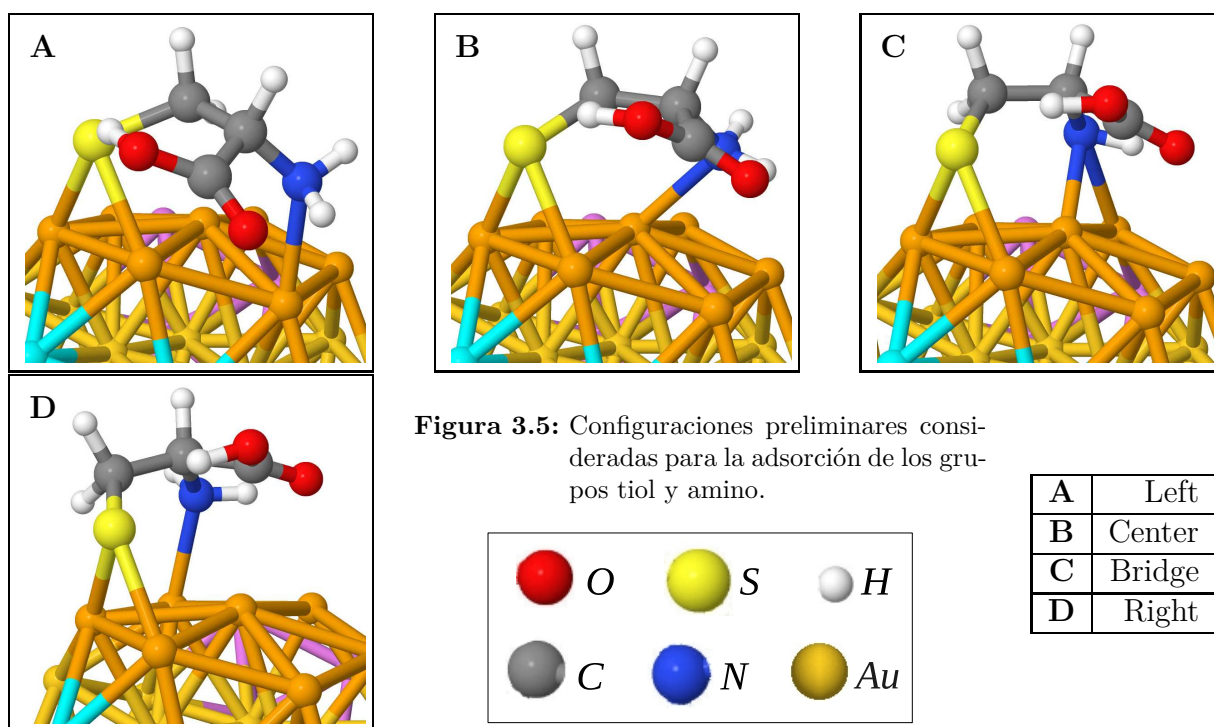 A
B
C
D
Figura 3.5: Configuraciones preliminares consi-
deradas para la adsorción de los gru-
pos tiol y amino.
O S H
C N Au
A Left
B Center
C Bridge
D Right